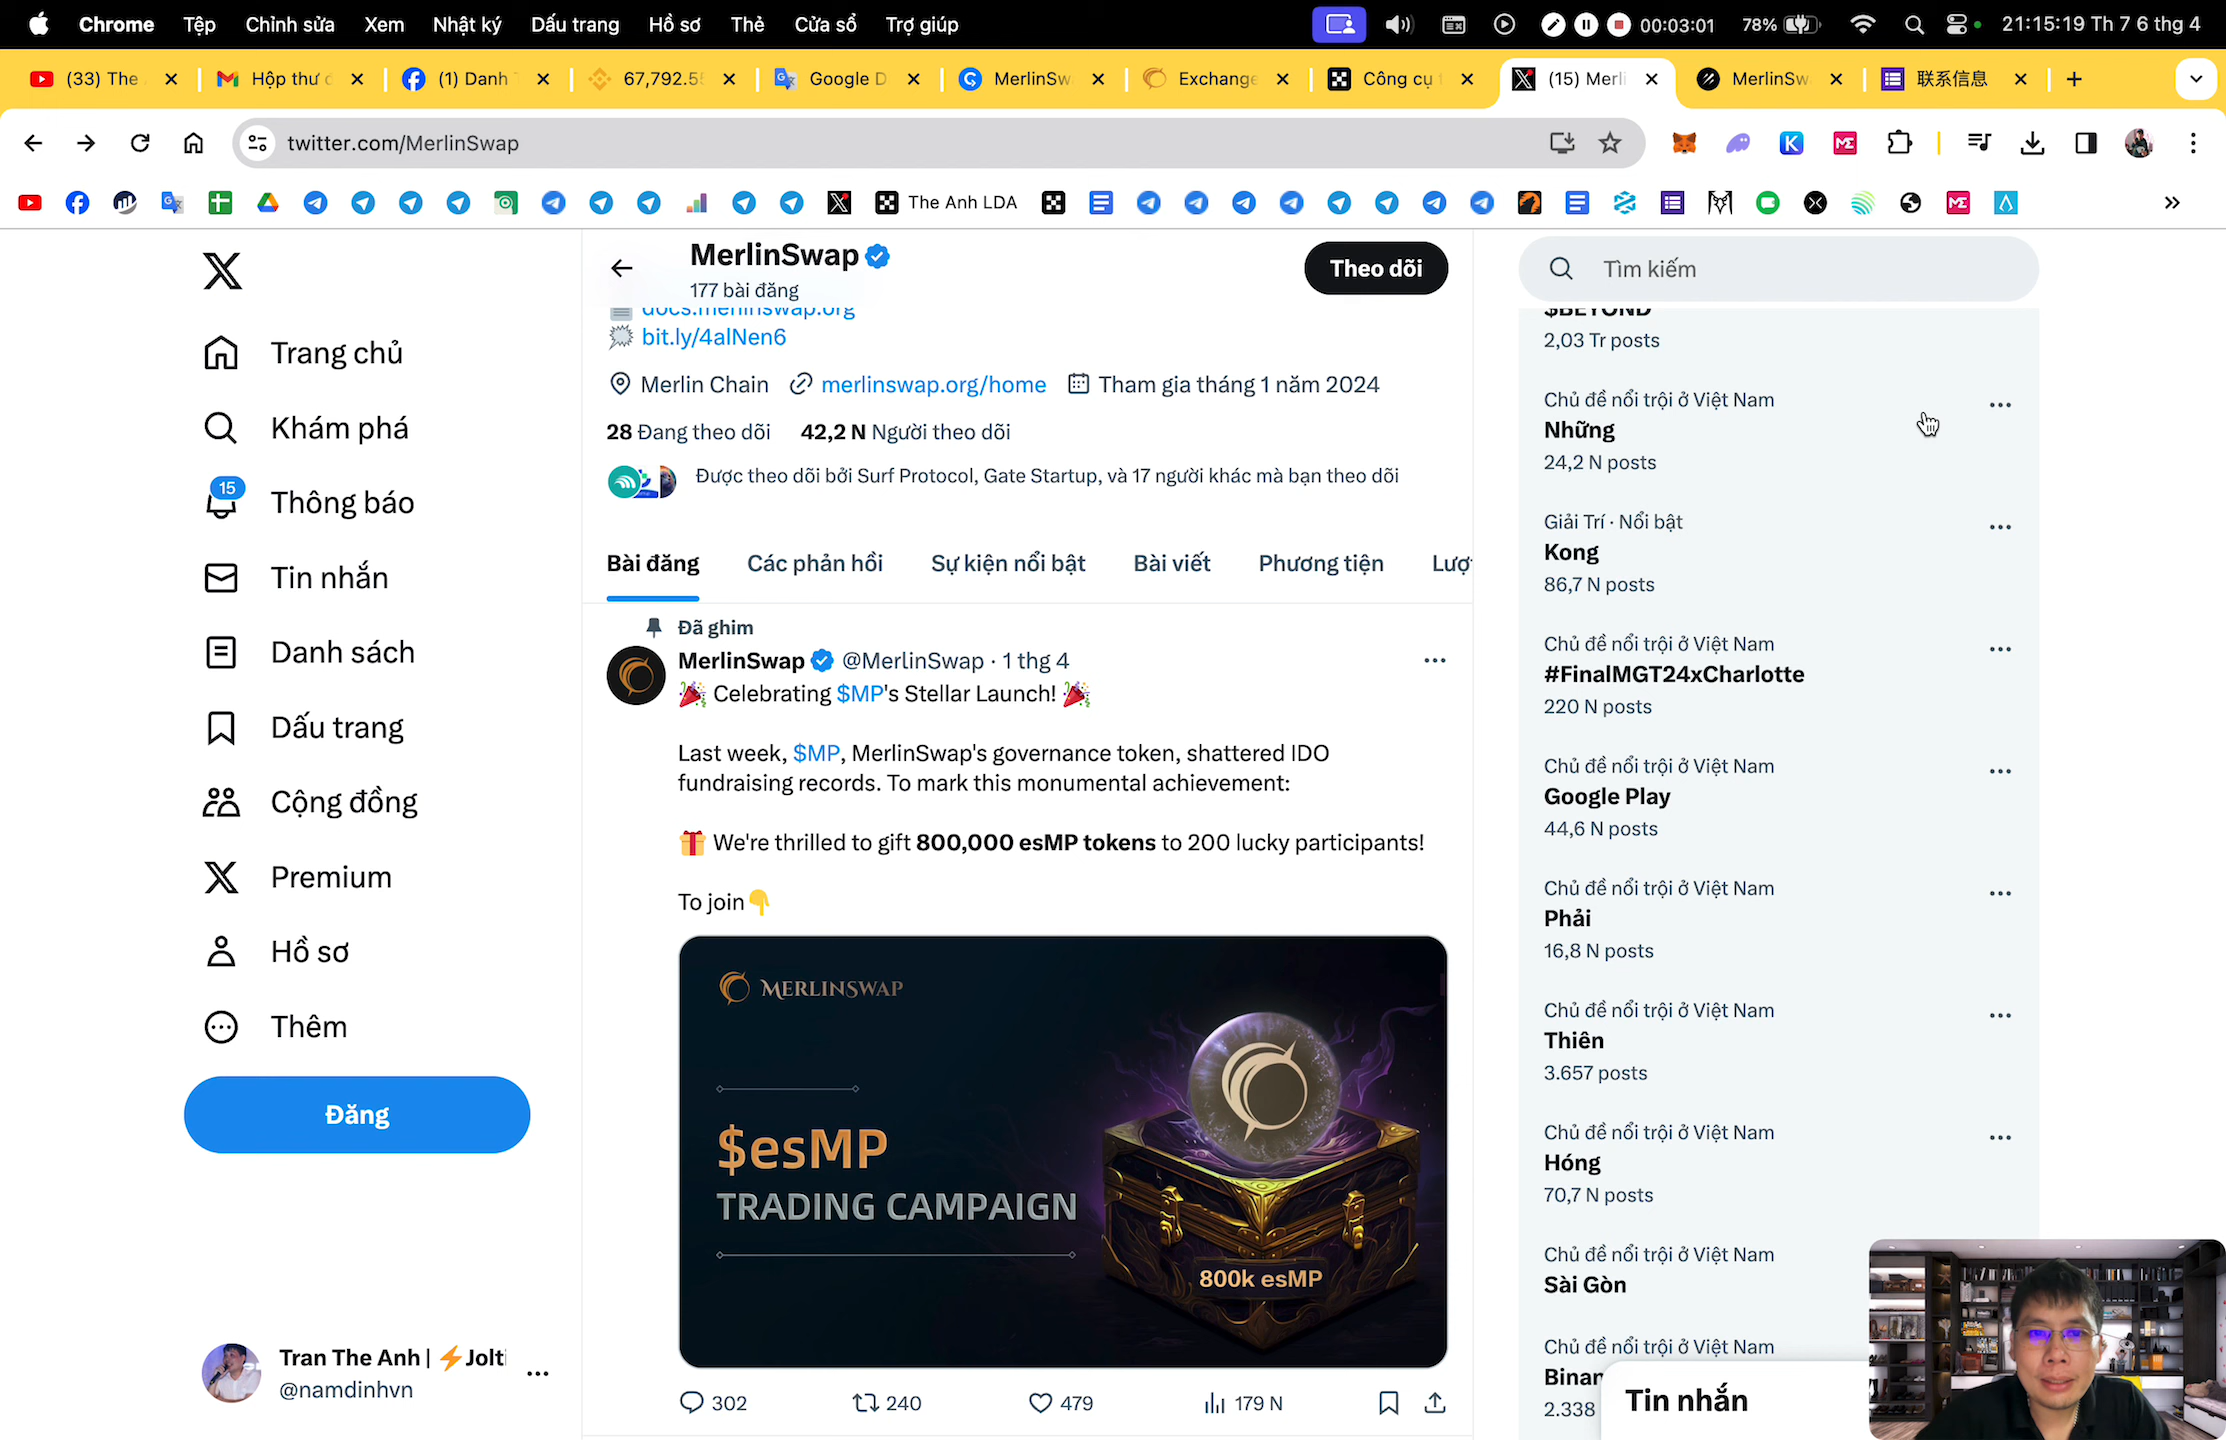 Chrome Tệp Chỉnh sửa Xem Nhật ký Dấu trang Hồ sơ Thẻ Cửa sổ Trợ giúp 00:03:01 78% 21:15:19 Th 7 6 thg 4
(33) The Hộp thư (1) Danh 67,792.5 Google D MerlinSw Exchange Công cụ (15) Merli MerlinSw 联系信息
twitter.com/MerlinSwap
The Anh LDA
MerlinSwap
177 bài đăng
Theo dõi
docs.merlinswap.org
bit.ly/4alNen6
Merlin Chain merlinswap.org/home Tham gia tháng 1 năm 2024
28 Đang theo dõi 42,2 N Người theo dõi
Được theo dõi bởi Surf Protocol, Gate Startup, và 17 người khác mà bạn theo dõi
Bài đăng Các phản hồi Sự kiện nổi bật Bài viết Phương tiện Lượ
Đã ghim
MerlinSwap @MerlinSwap · 1 thg 4
🎉 Celebrating $MP's Stellar Launch! 🎉
Last week, $MP, MerlinSwap's governance token, shattered IDO
fundraising records. To mark this monumental achievement:
🎁 We're thrilled to gift 800,000 esMP tokens to 200 lucky participants!
To join👇
MERLINSWAP
$esMP
TRADING CAMPAIGN
800k esMP
302 240 479 179 N
Trang chủ
Khám phá
15
Thông báo
Tin nhắn
Danh sách
Dấu trang
Cộng đồng
Premium
Hồ sơ
Thêm
Đăng
Tran The Anh | ⚡Jolti
@namdinhvn
Tìm kiếm
$BEYOND
2,03 Tr posts
Chủ đề nổi trội ở Việt Nam
Những
24,2 N posts
Giải Trí · Nổi bật
Kong
86,7 N posts
Chủ đề nổi trội ở Việt Nam
#FinalMGT24xCharlotte
220 N posts
Chủ đề nổi trội ở Việt Nam
Google Play
44,6 N posts
Chủ đề nổi trội ở Việt Nam
Phải
16,8 N posts
Chủ đề nổi trội ở Việt Nam
Thiên
3.657 posts
Chủ đề nổi trội ở Việt Nam
Hóng
70,7 N posts
Chủ đề nổi trội ở Việt Nam
Sài Gòn
Chủ đề nổi trội ở Việt Nam
Binan
2.338
Tin nhắn